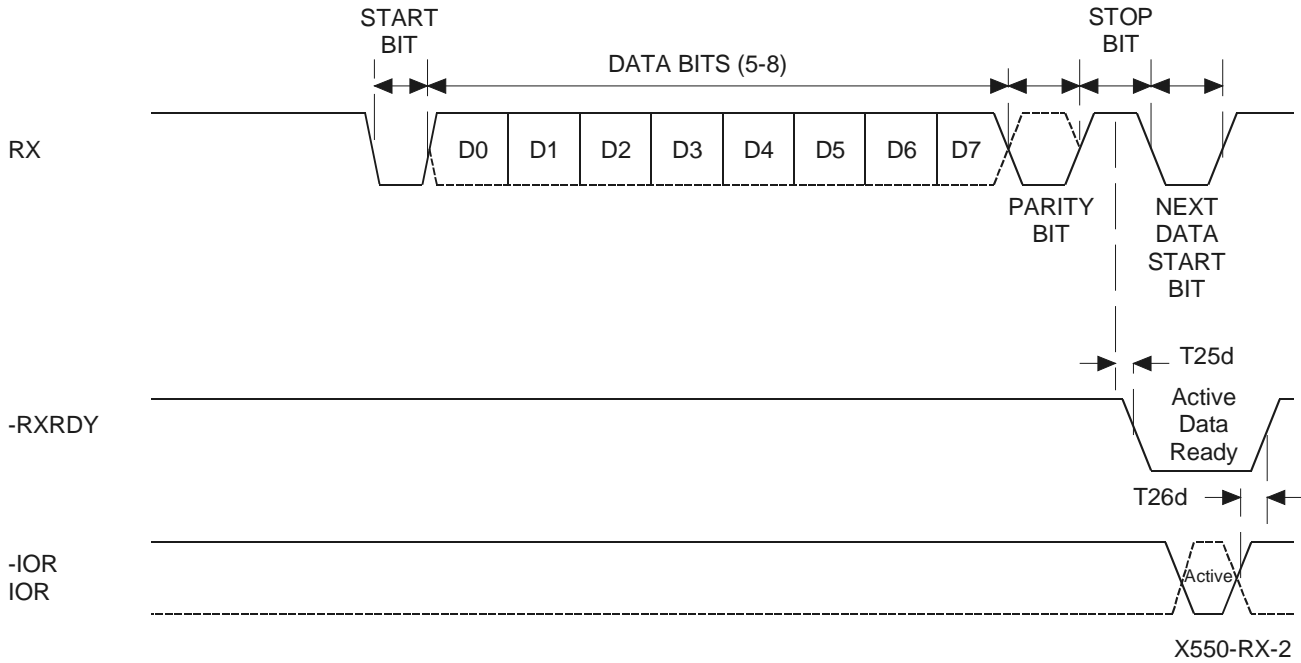 START
BIT
STOP
BIT
DATA BITS (5-8)
RX
D0 D1 D2 D3 D4 D5 D6 D7
PARITY
BIT
NEXT
DATA
START
BIT
T25d
-RXRDY
Active
Data
Ready
T26d
-IOR
IOR
Active
X550-RX-2